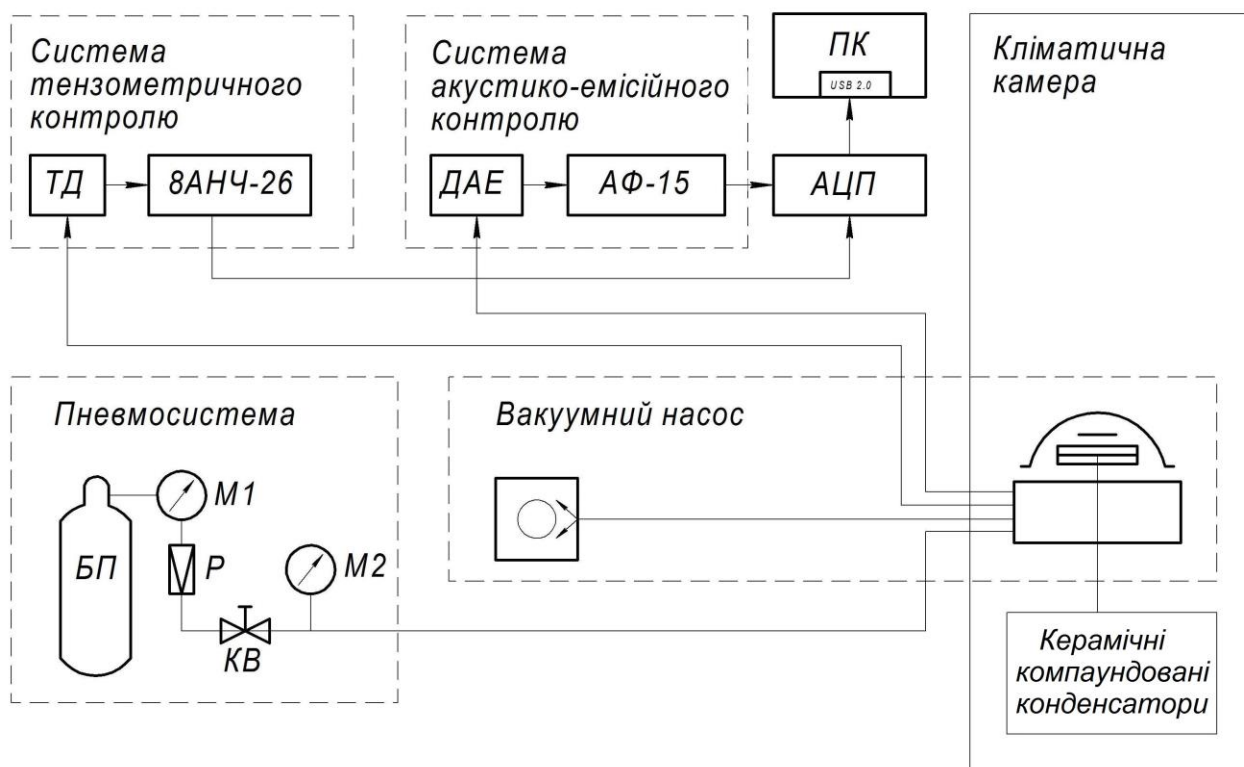 Система
тензометричного
контролю
ТД
8АНЧ-26
Система
акустико-емісійного
контролю
ДАЕ
АФ-15
ПК
USB 2.0
АЦП
Кліматична
камера
Пневмосистема
БП
М1
Р
КВ
М2
Вакуумний насос
Керамічні
компаундовані
конденсатори